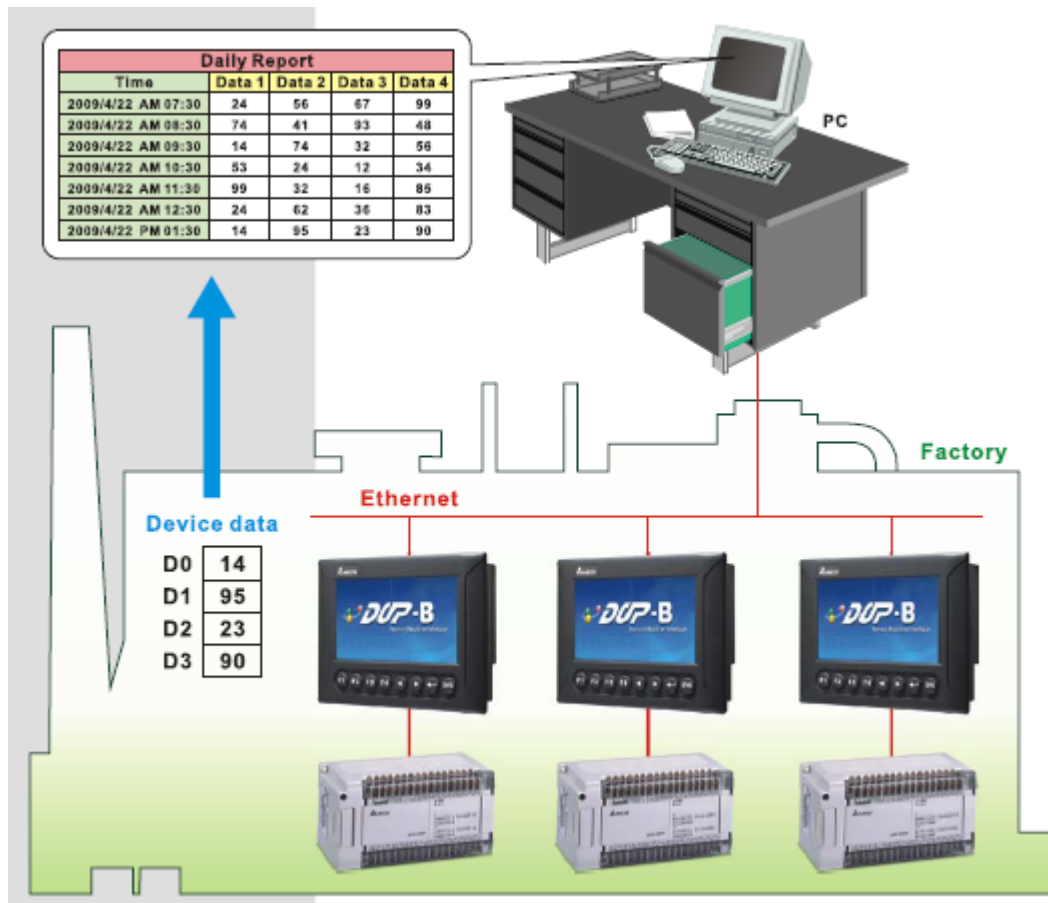 Daily Report
Time Data 1 Data 2 Data 3 Data 4
2009/4/22 AM 07:30 24 56 67 99
2009/4/22 AM 08:30 74 41 93 48
2009/4/22 AM 09:30 14 74 32 56
2009/4/22 AM 10:30 53 24 12 34
2009/4/22 AM 11:30 99 32 16 85
2009/4/22 AM 12:30 24 62 36 83
2009/4/22 PM 01:30 14 95 23 90
PC
Factory
Ethernet
Device data
D0 14
D1 95
D2 23
D3 90
DOP-B
DOP-B
DOP-B